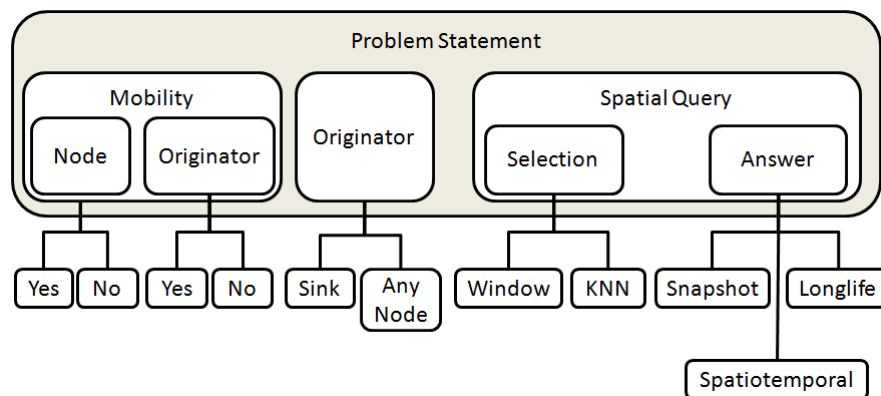 Problem Statement
Mobility
Spatial Query
Originator
Node
Originator
Selection
Answer
Yes
No
Yes
No
Sink
Any
Node
Window
KNN
Snapshot
Longlife
Spatiotemporal